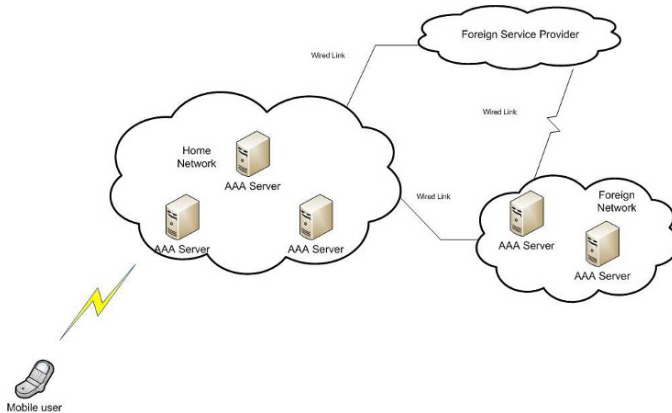 Foreign Service Provider
Wired Link
Wired Link
Home
Network
AAA Server
AAA Server
AAA Server
Wired Link
Foreign
Network
AAA Server
AAA Server
Mobile user